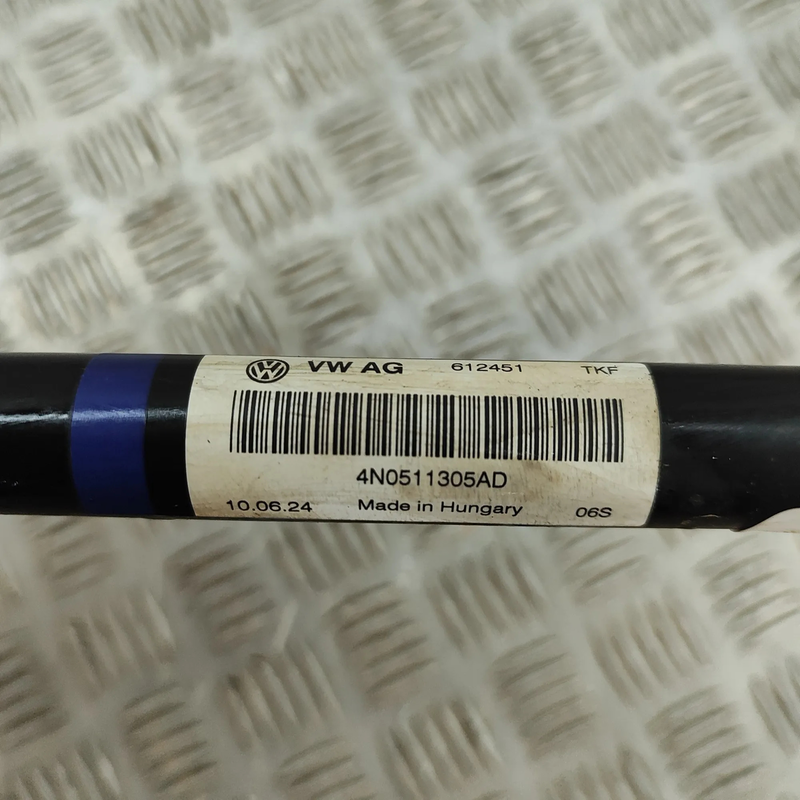 VW AG 612451 TKF
4N0511305AD
10.06.24 Made in Hungary 06S